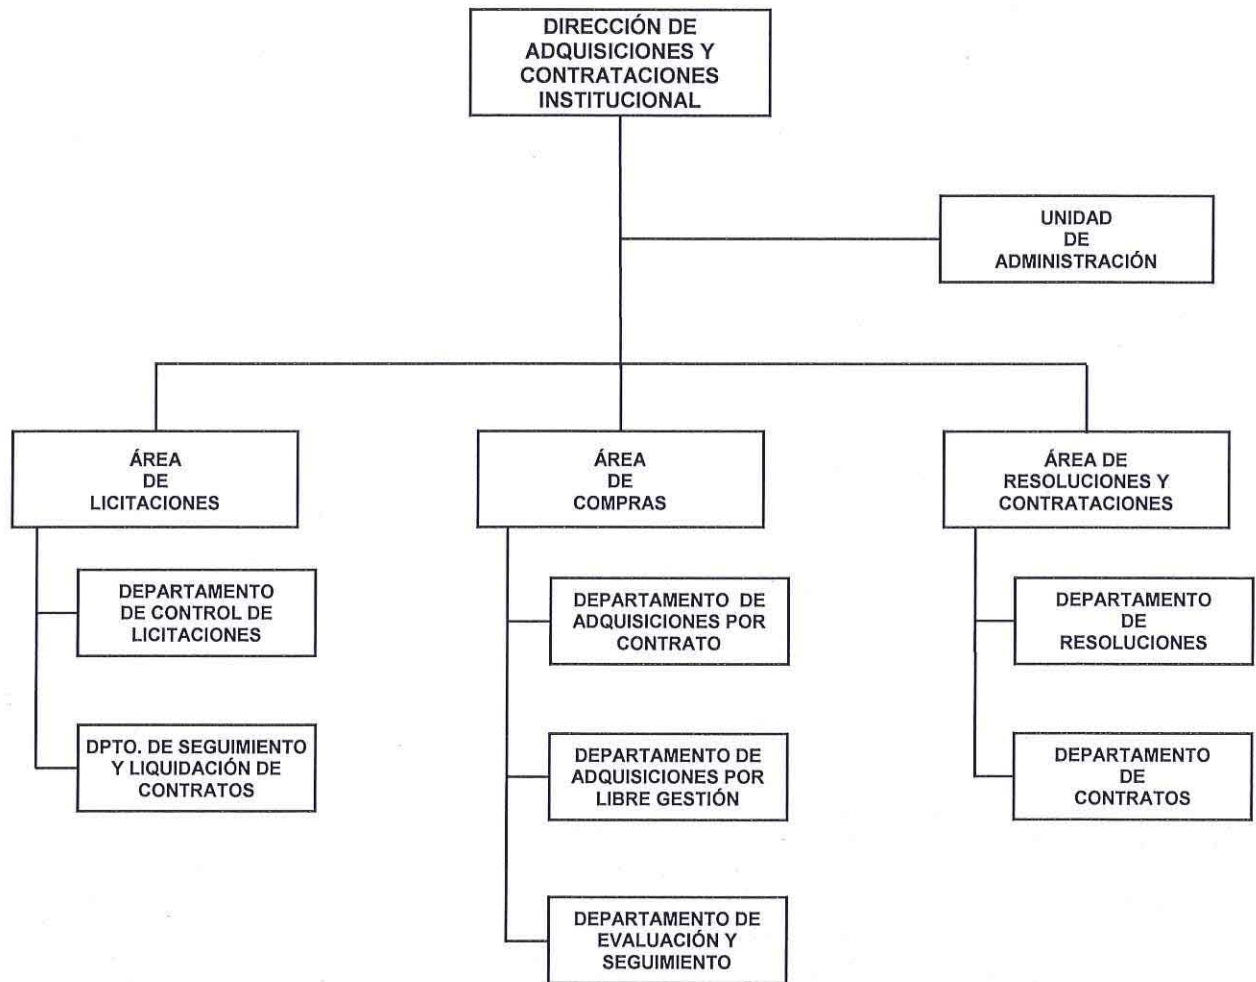 DIRECCIÓN DE
ADQUISICIONES Y
CONTRATACIONES
INSTITUCIONAL
UNIDAD
DE
ADMINISTRACIÓN
ÁREA
DE
LICITACIONES
ÁREA
DE
COMPRAS
ÁREA DE
RESOLUCIONES Y
CONTRATACIONES
DEPARTAMENTO
DE CONTROL DE
LICITACIONES
DPTO. DE SEGUIMIENTO
Y LIQUIDACIÓN DE
CONTRATOS
DEPARTAMENTO DE
ADQUISICIONES POR
CONTRATO
DEPARTAMENTO DE
ADQUISICIONES POR
LIBRE GESTIÓN
DEPARTAMENTO DE
EVALUACIÓN Y
SEGUIMIENTO
DEPARTAMENTO
DE
RESOLUCIONES
DEPARTAMENTO
DE
CONTRATOS